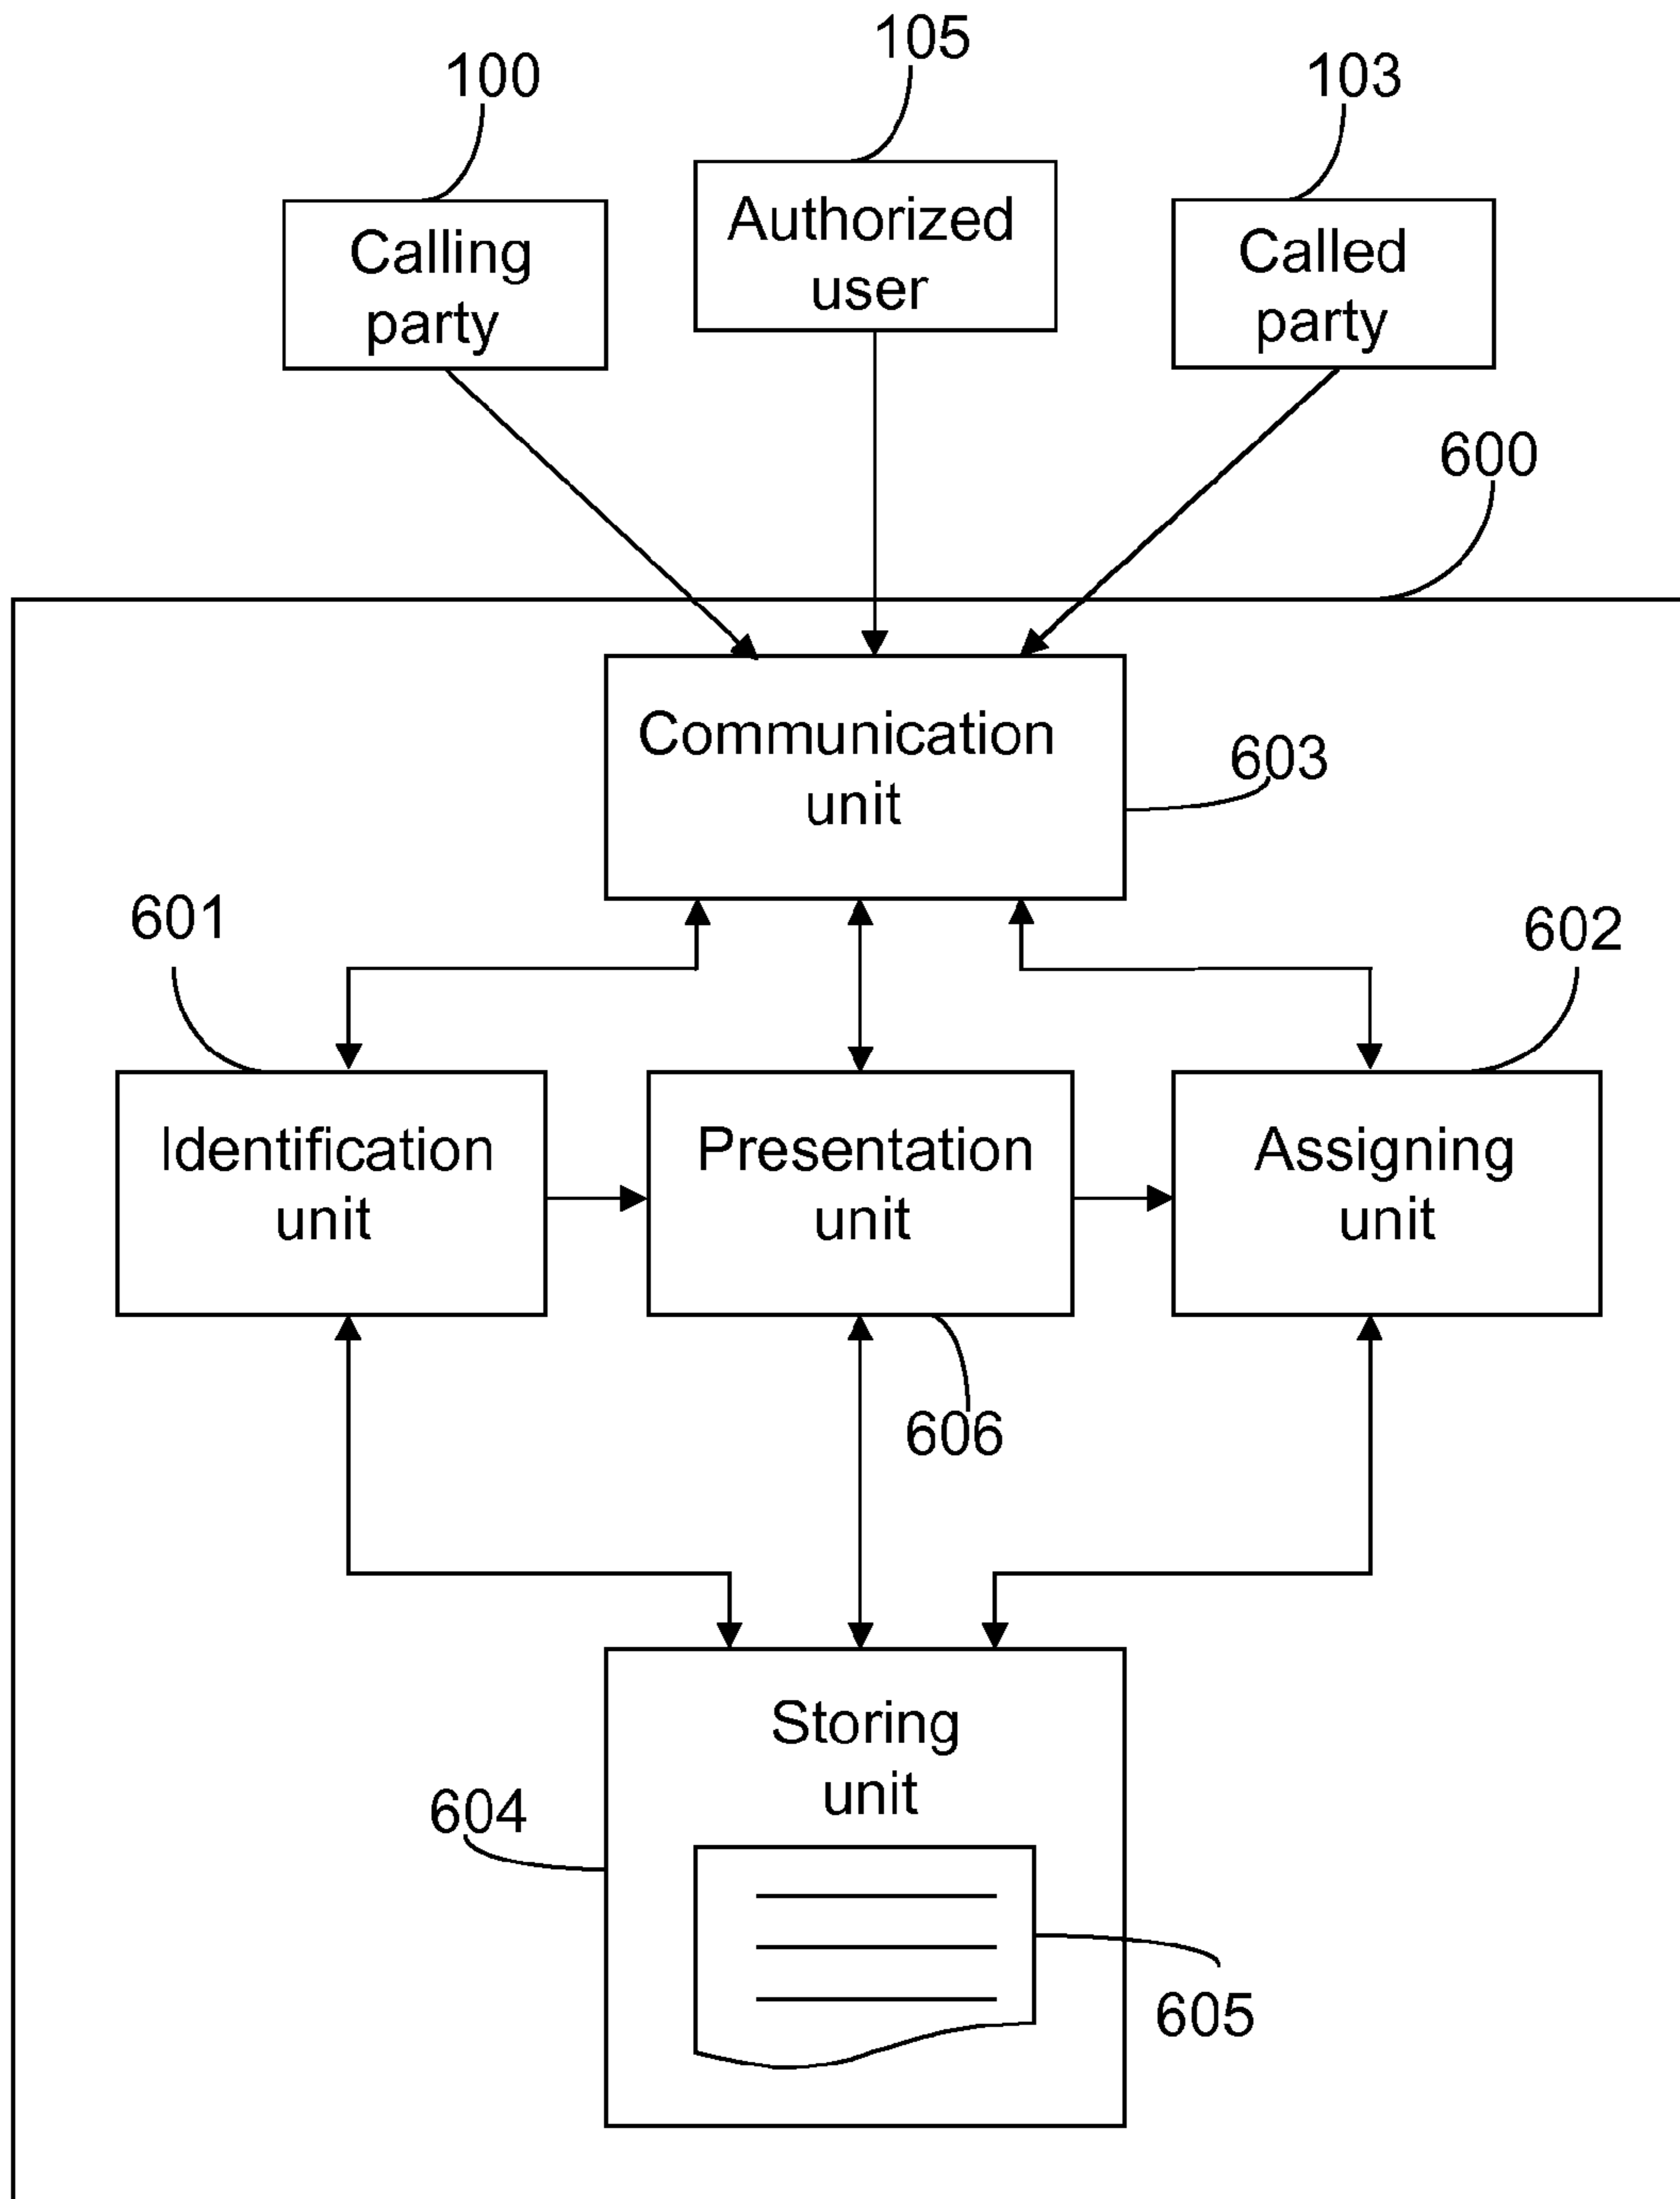 105
100
103
Authorized
user
Calling
party
Called
party
600
Communication
unit
603
601
602
Identification
unit
Presentation
unit
Assigning
unit
606
Storing
unit
604
605